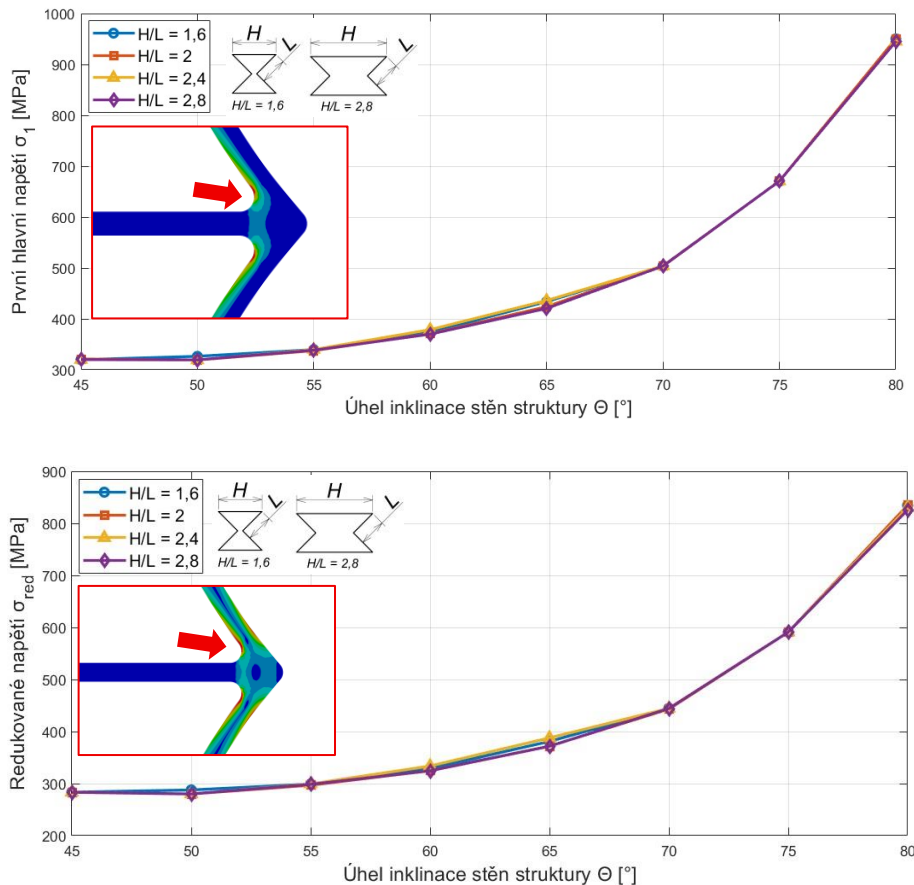 1000
900
800
700
600
500
400
300
První hlavní napětí σ1 [MPa]
H/L = 1,6
H/L = 2
H/L = 2,4
H/L = 2,8
H
L
H/L = 1,6
H
L
H/L = 2,8
45 50 55 60 65 70 75 80
Úhel inklinace stěn struktury Θ [°]
900
800
700
600
500
400
300
200
Redukované napětí σred [MPa]
H/L = 1,6
H/L = 2
H/L = 2,4
H/L = 2,8
H
L
H/L = 1,6
H
L
H/L = 2,8
45 50 55 60 65 70 75 80
Úhel inklinace stěn struktury Θ [°]